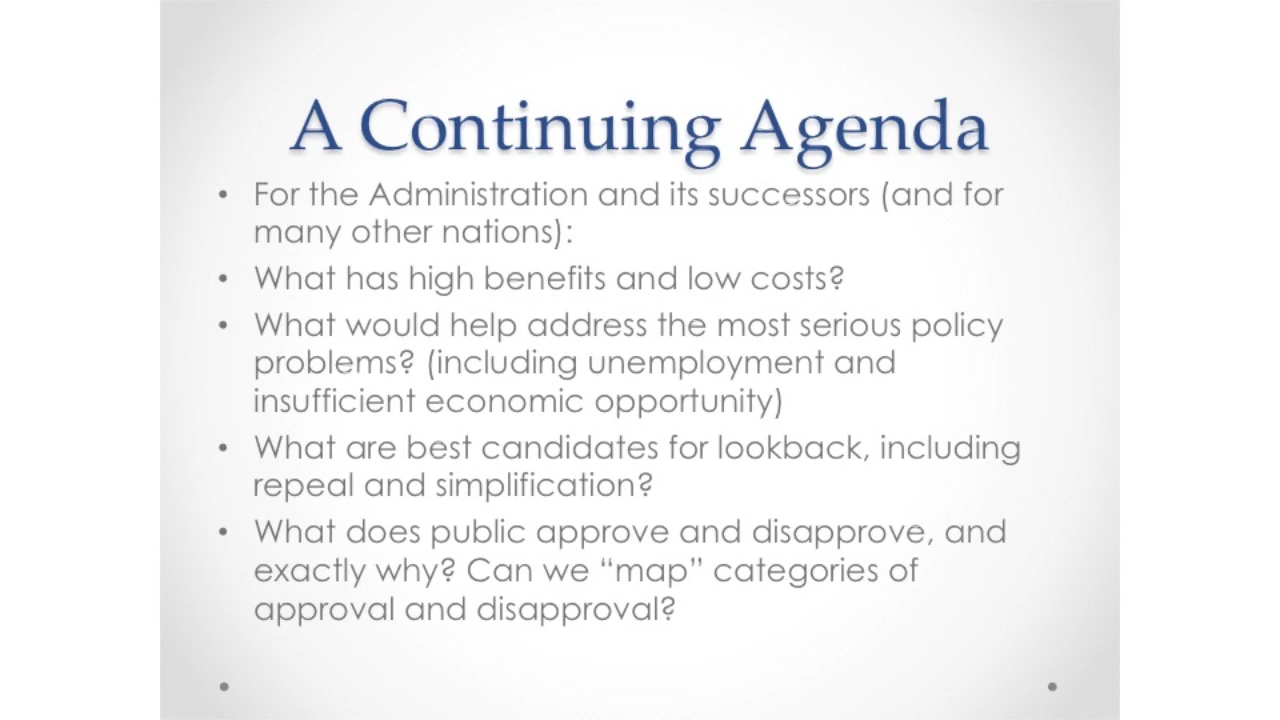 A Continuing Agenda
• For the Administration and its successors (and for
many other nations):
• What has high benefits and low costs?
• What would help address the most serious policy
problems? (including unemployment and
insufficient economic opportunity)
• What are best candidates for lookback, including
repeal and simplification?
• What does public approve and disapprove, and
exactly why? Can we “map” categories of
approval and disapproval?